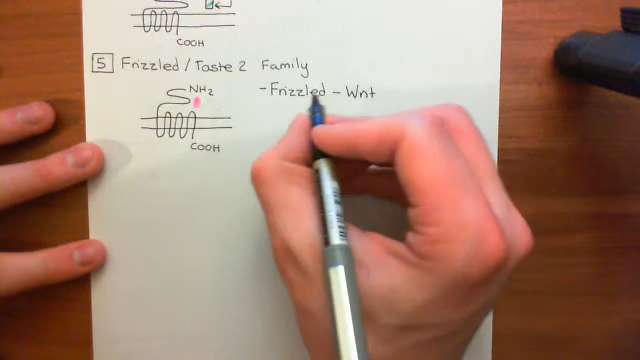 COOH
5 Frizzled / Taste 2 Family
NH2
- Frizzled - Wnt
COOH